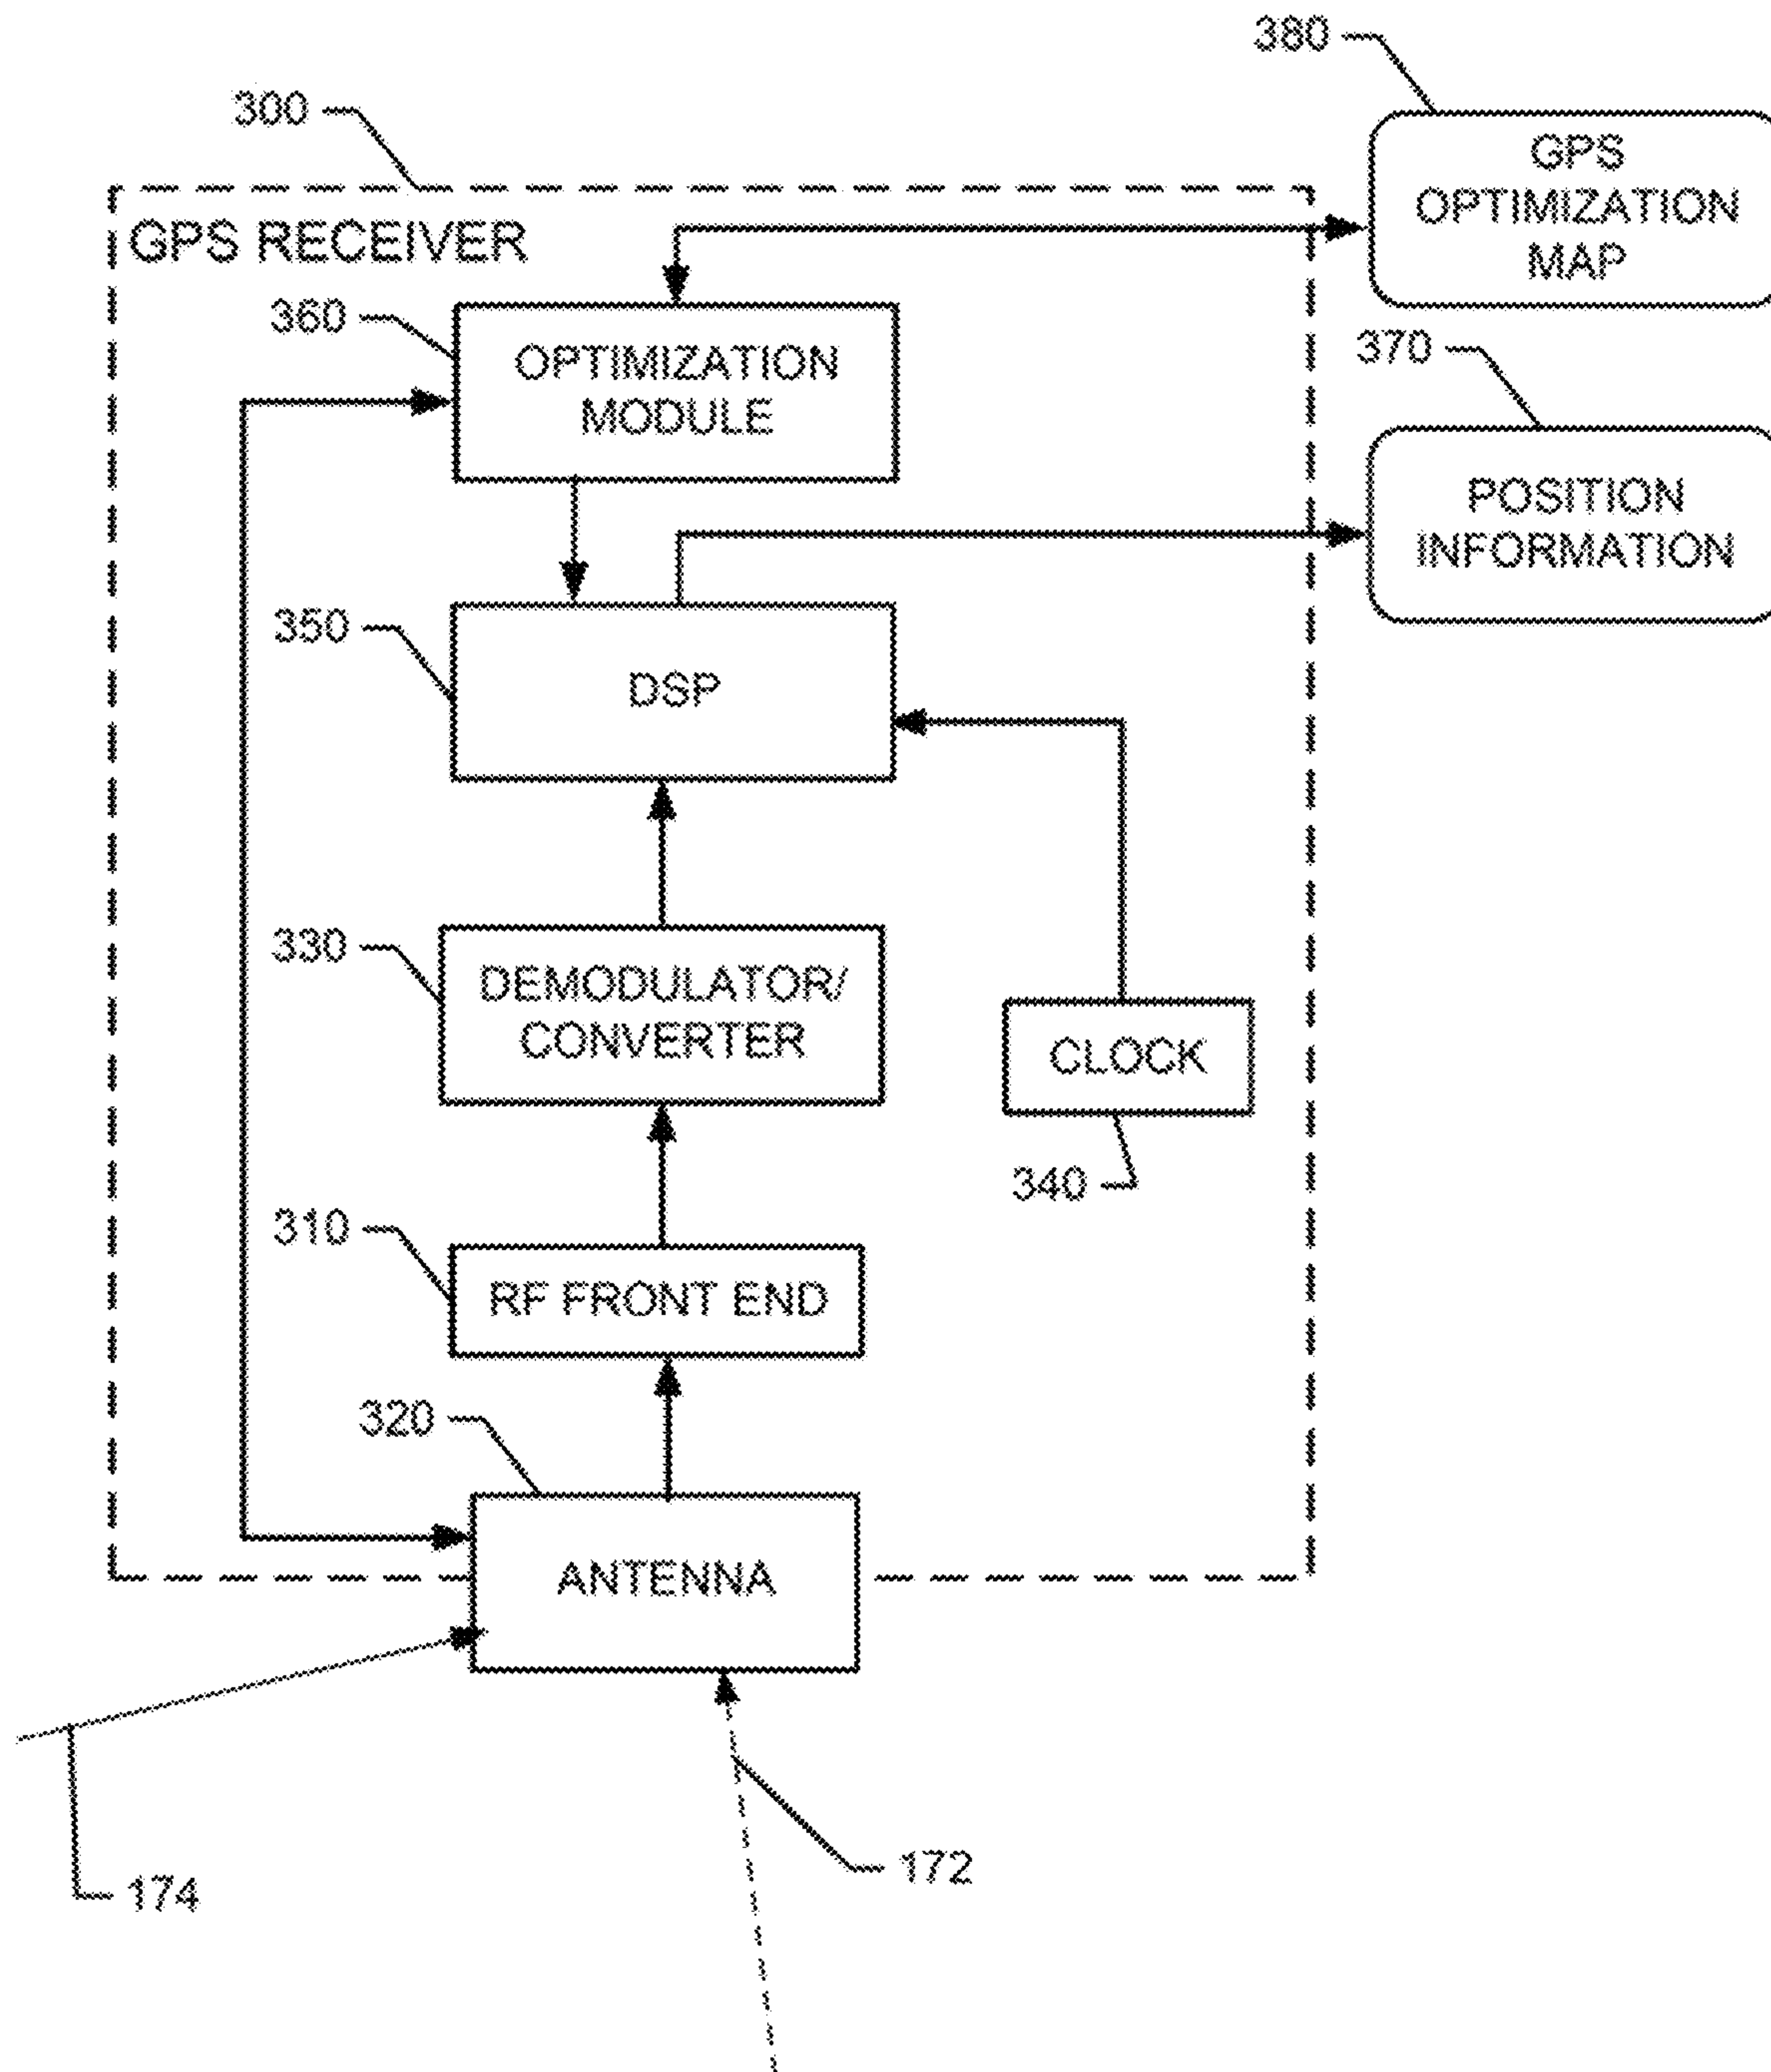 380
300
GPS
OPTIMIZATION
MAP
GPS RECEIVER
360
370
OPTIMIZATION
MODULE
POSITION
INFORMATION
350
DSP
330
DEMODULATOR/
CONVERTER
CLOCK
340
310
RF FRONT END
320
ANTENNA
172
174